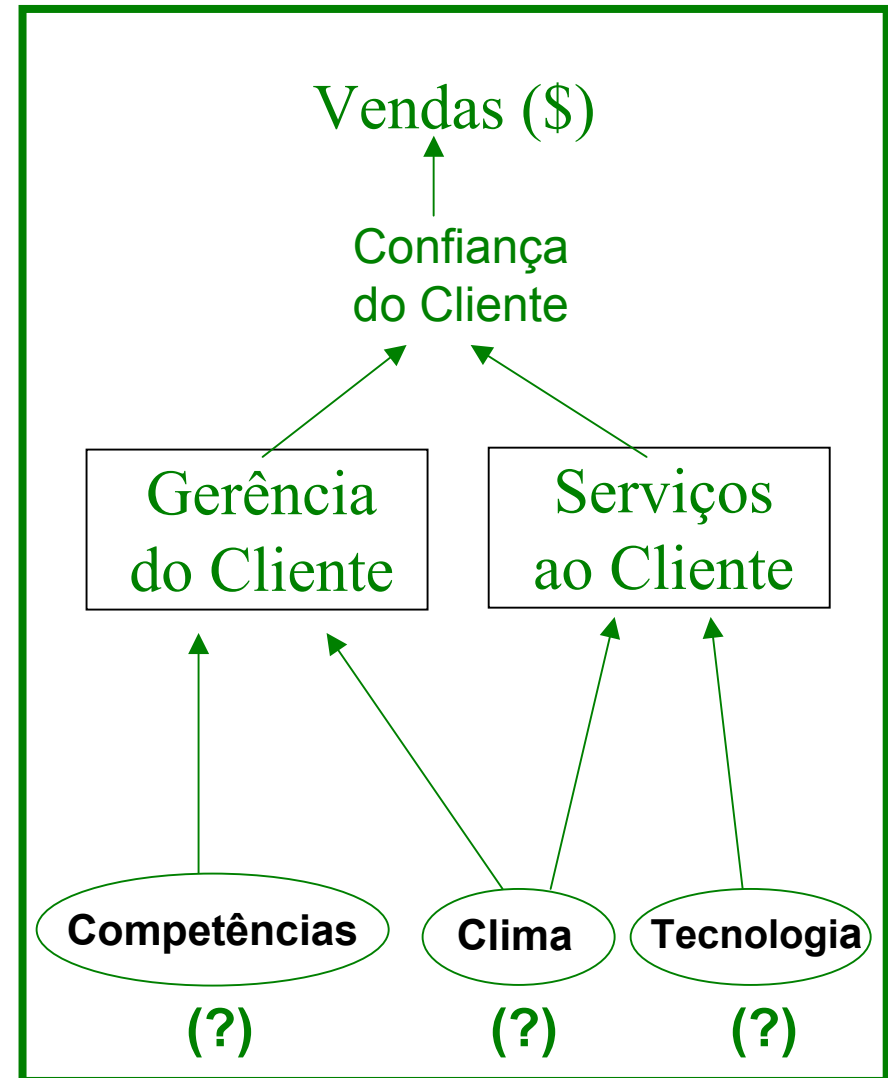 Vendas ($)
Confiança
do Cliente
Gerência
do Cliente
Serviços
ao Cliente
Competências
Clima
Tecnologia
(?)
(?)
(?)